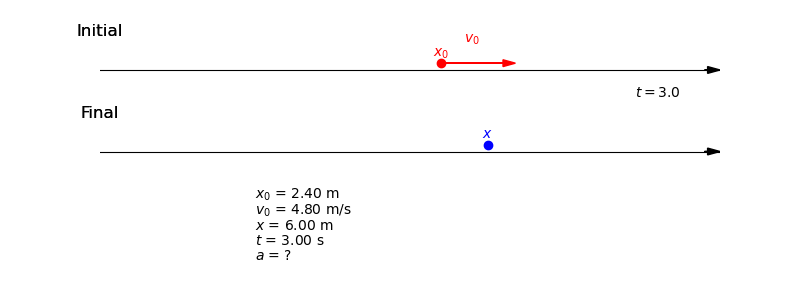 Initial
v₀
x₀
t = 3.0
Final
x
x₀ = 2.40 m
v₀ = 4.80 m/s
x = 6.00 m
t = 3.00 s
a = ?